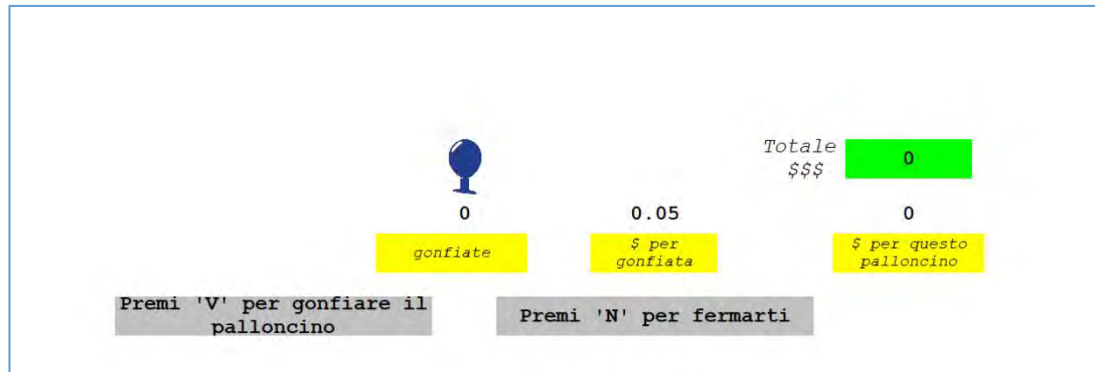 Totale
$$$
0
0
0.05
0
gonfiate
$ per
gonfiata
$ per questo
palloncino
Premi 'V' per gonfiare il
palloncino
Premi 'N' per fermarti